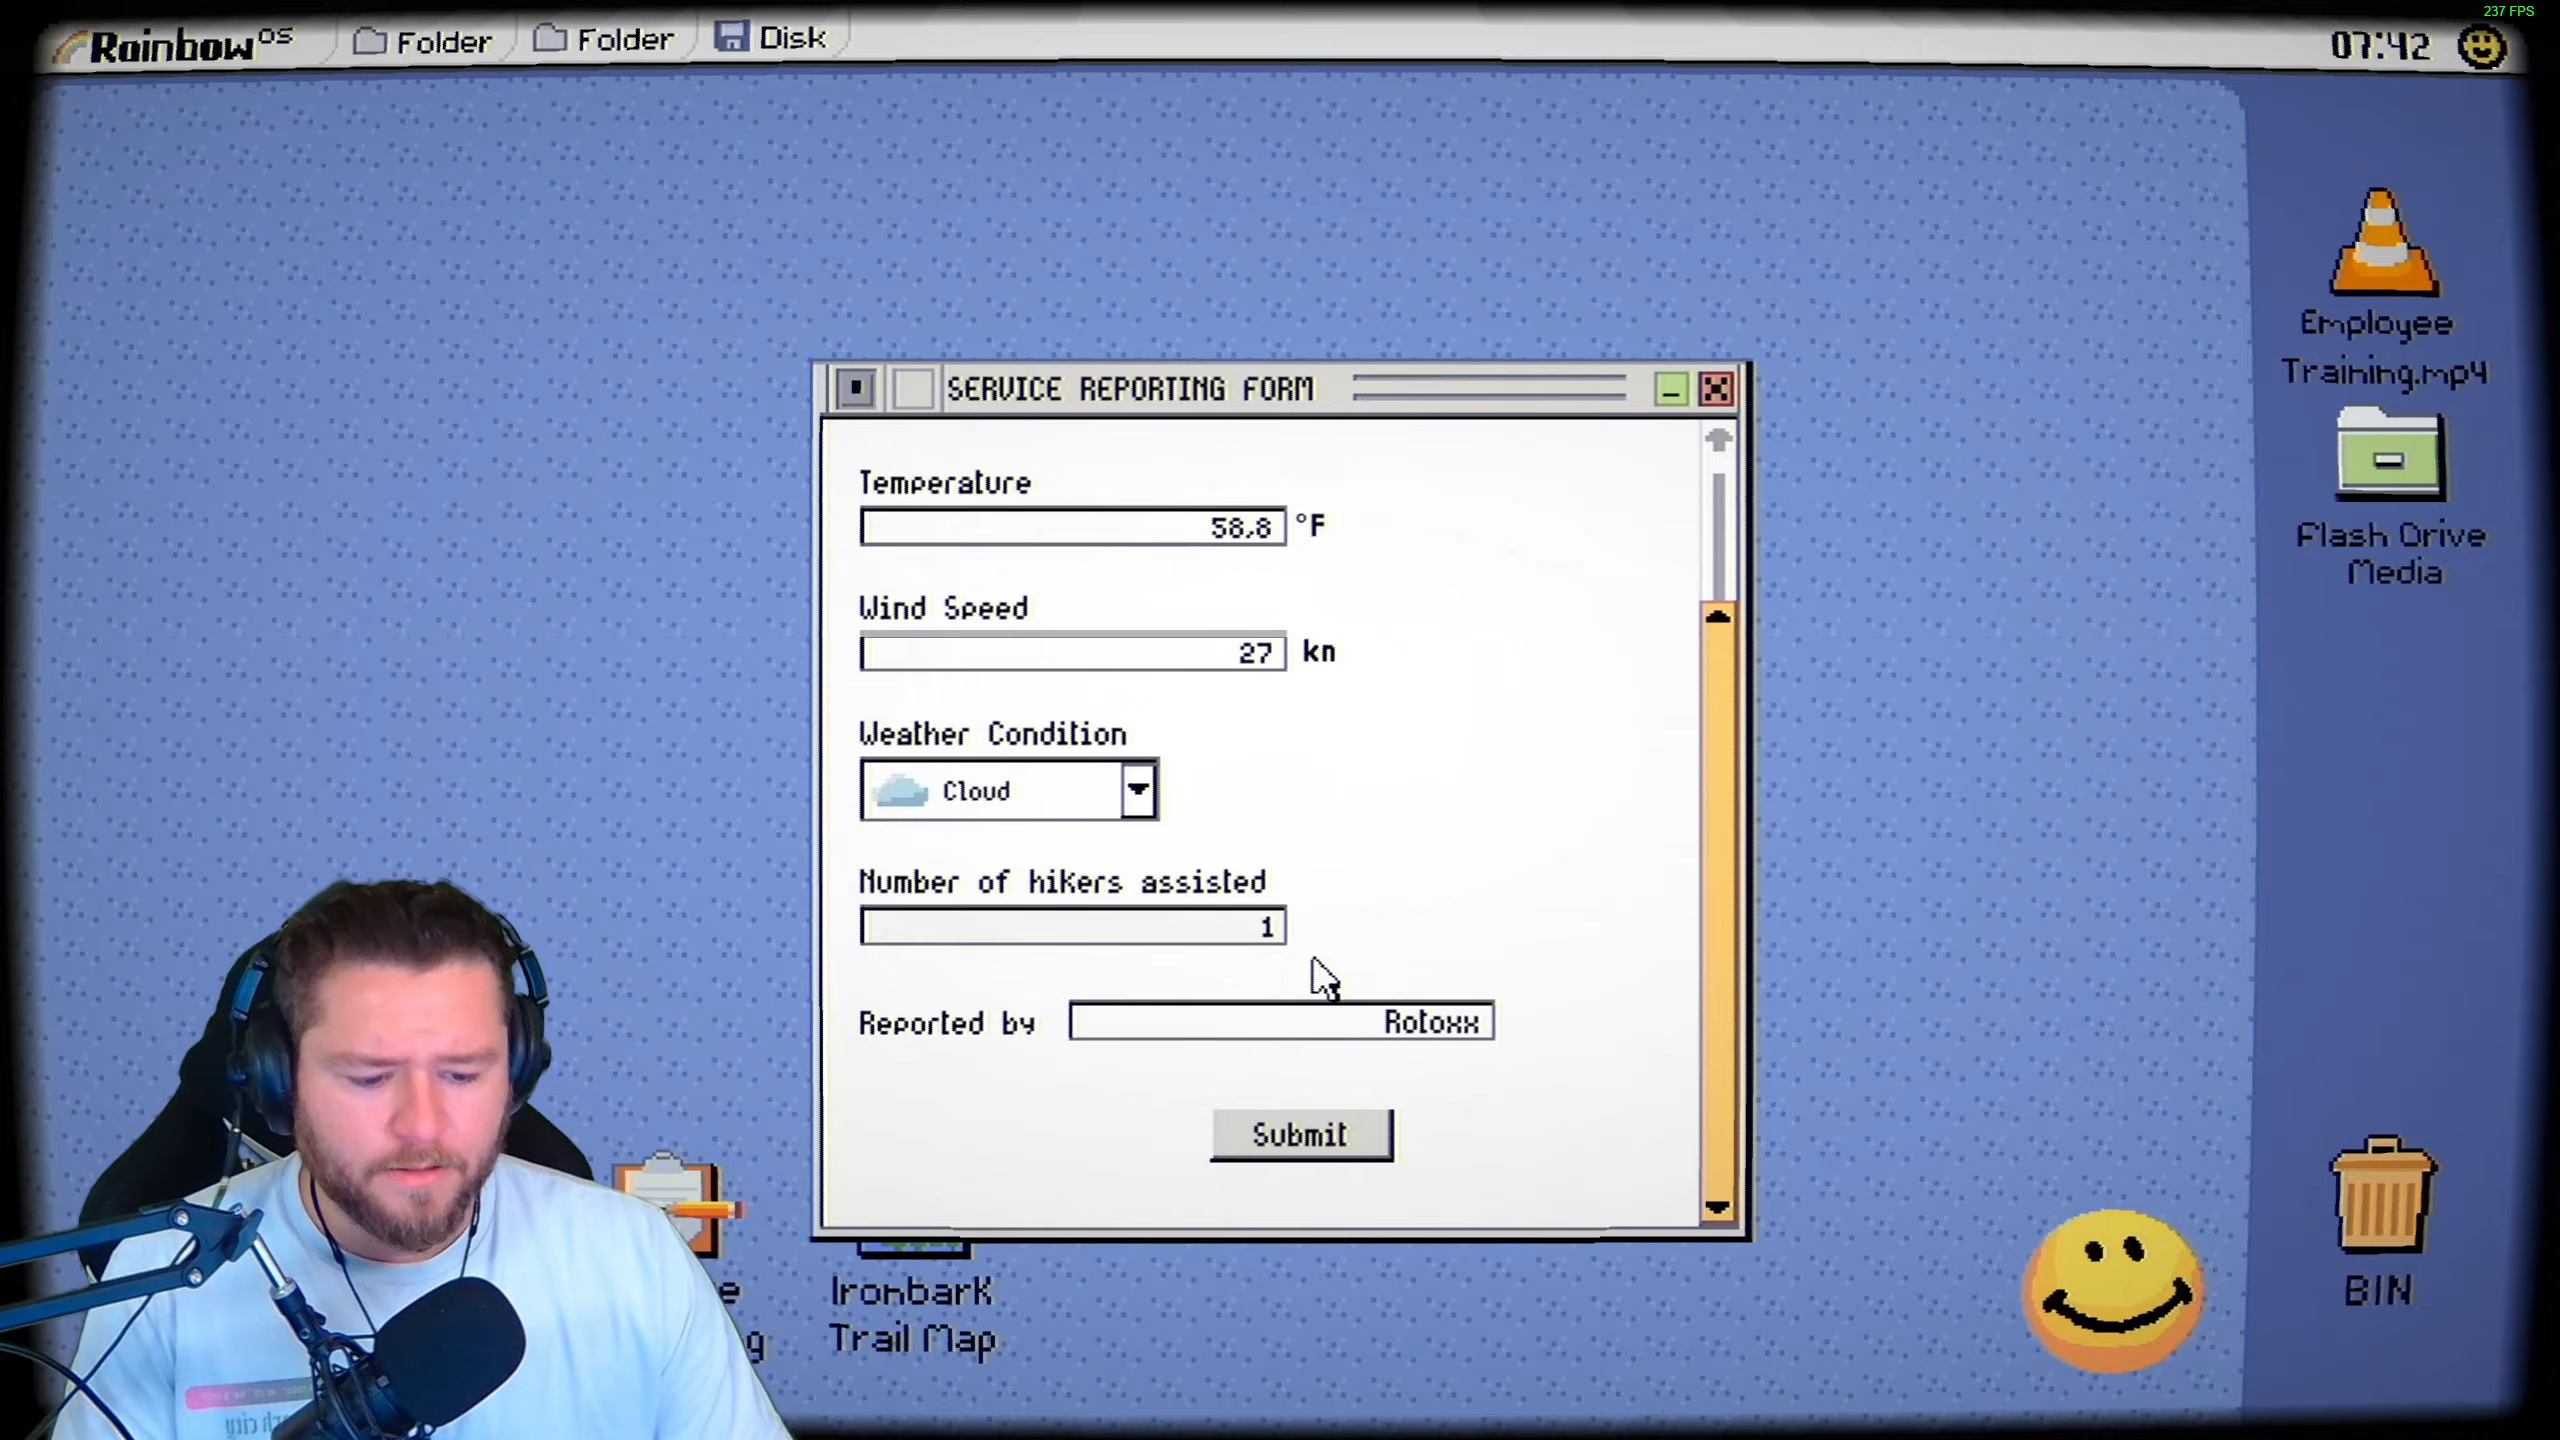 237 FPS
RainbowOS
Folder
Folder
Disk
07:42
Employee
Training.mp4
Flash Drive
Media
SERVICE REPORTING FORM
Temperature
58,8 °F
Wind Speed
27 kn
Weather Condition
Cloud
Number of hikers assisted
1
Reported by Rotoxx
Submit
Ironbark
Trail Map
BIN